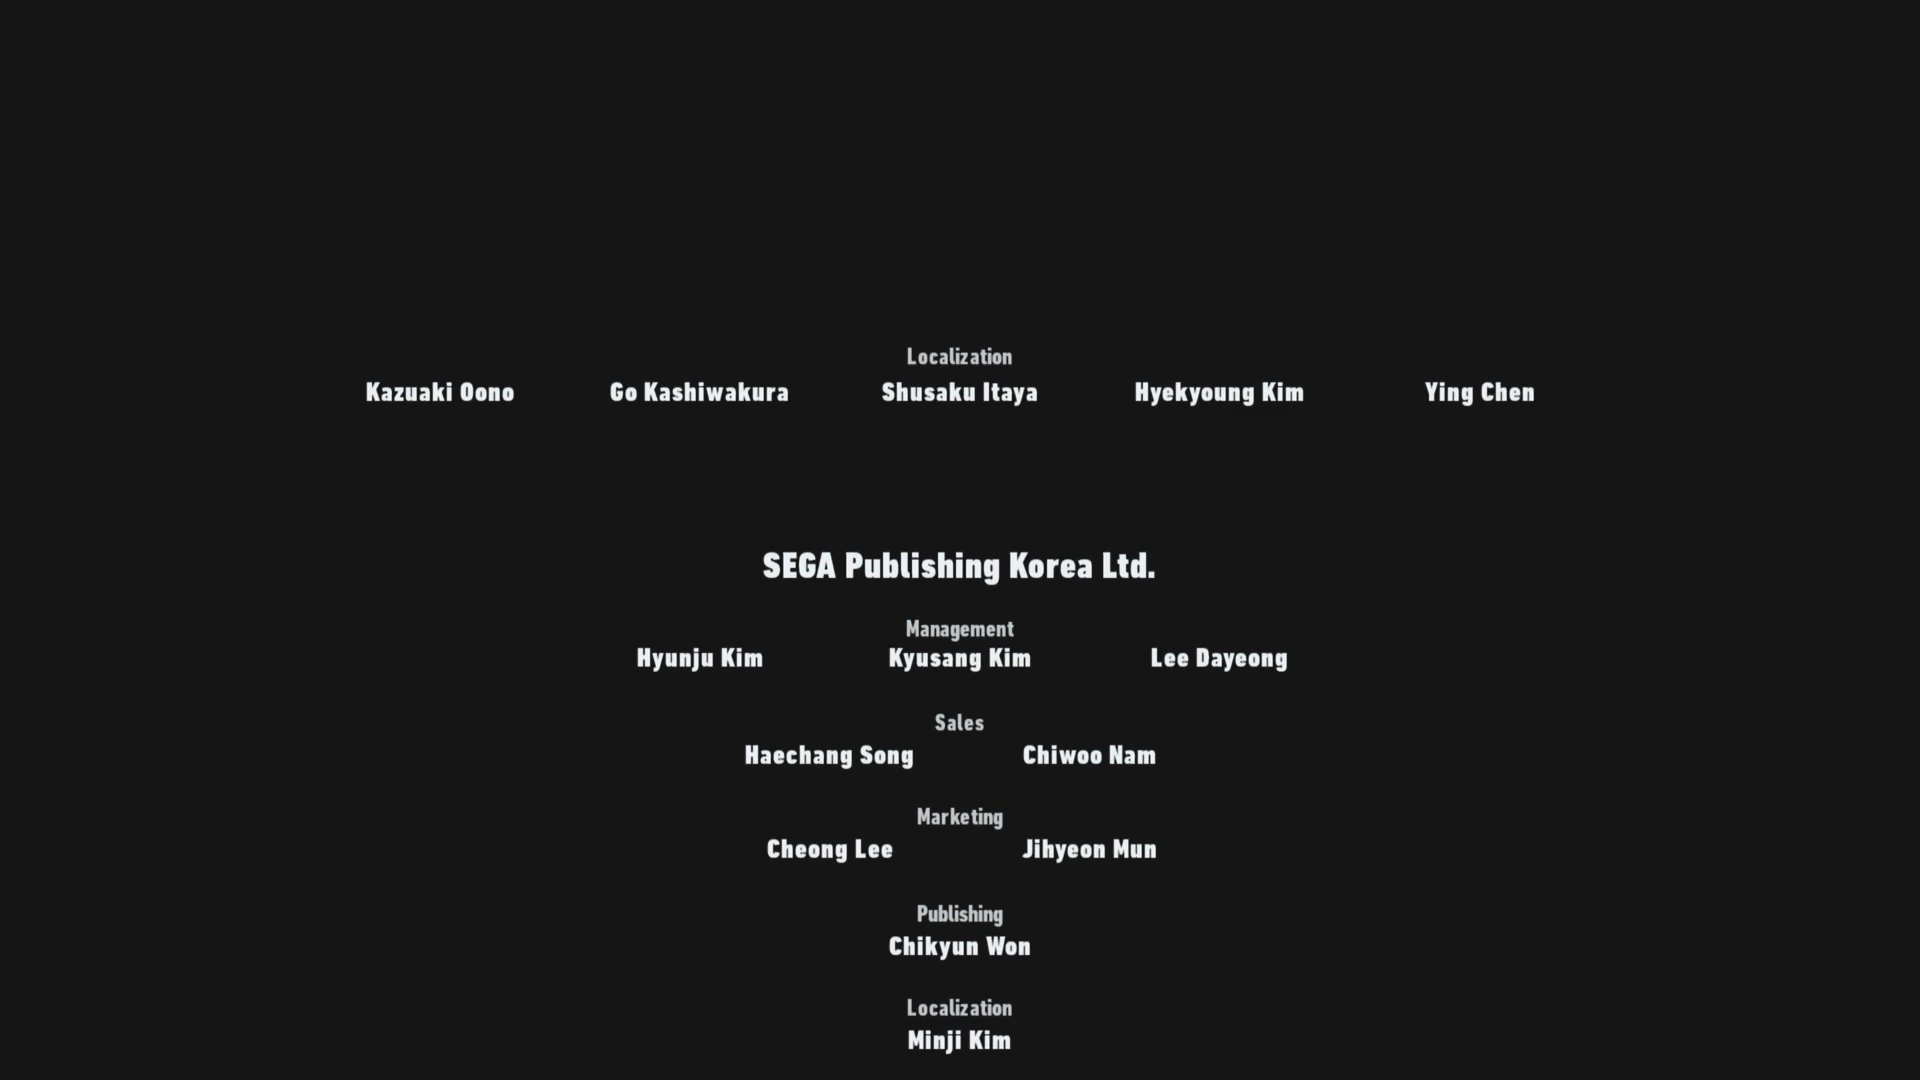 Localization
Kazuaki Oono Go Kashiwakura Shusaku Itaya Hyekyoung Kim Ying Chen
SEGA Publishing Korea Ltd.
Management
Hyunju Kim Kyusang Kim Lee Dayeong
Sales
Haechang Song Chiwoo Nam
Marketing
Cheong Lee Jihyeon Mun
Publishing
Chikyun Won
Localization
Minji Kim